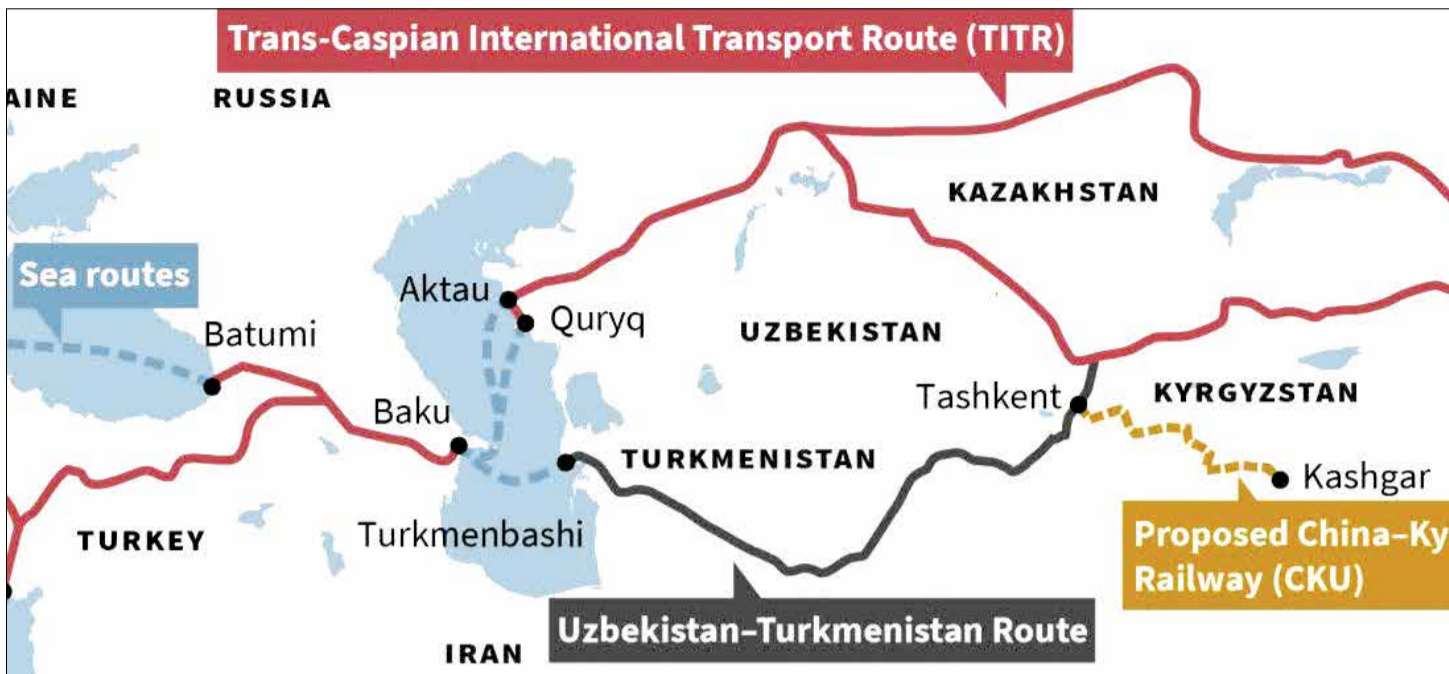 Trans-Caspian International Transport Route (TITR)
AINE
RUSSIA
KAZAKHSTAN
Sea routes
Aktau
Quryq
UZBEKISTAN
Batumi
Baku
Tashkent
KYRGYZSTAN
TURKMENISTAN
Kashgar
TURKEY
Turkmenbashi
Proposed China–Ky
Railway (CKU)
Uzbekistan–Turkmenistan Route
IRAN